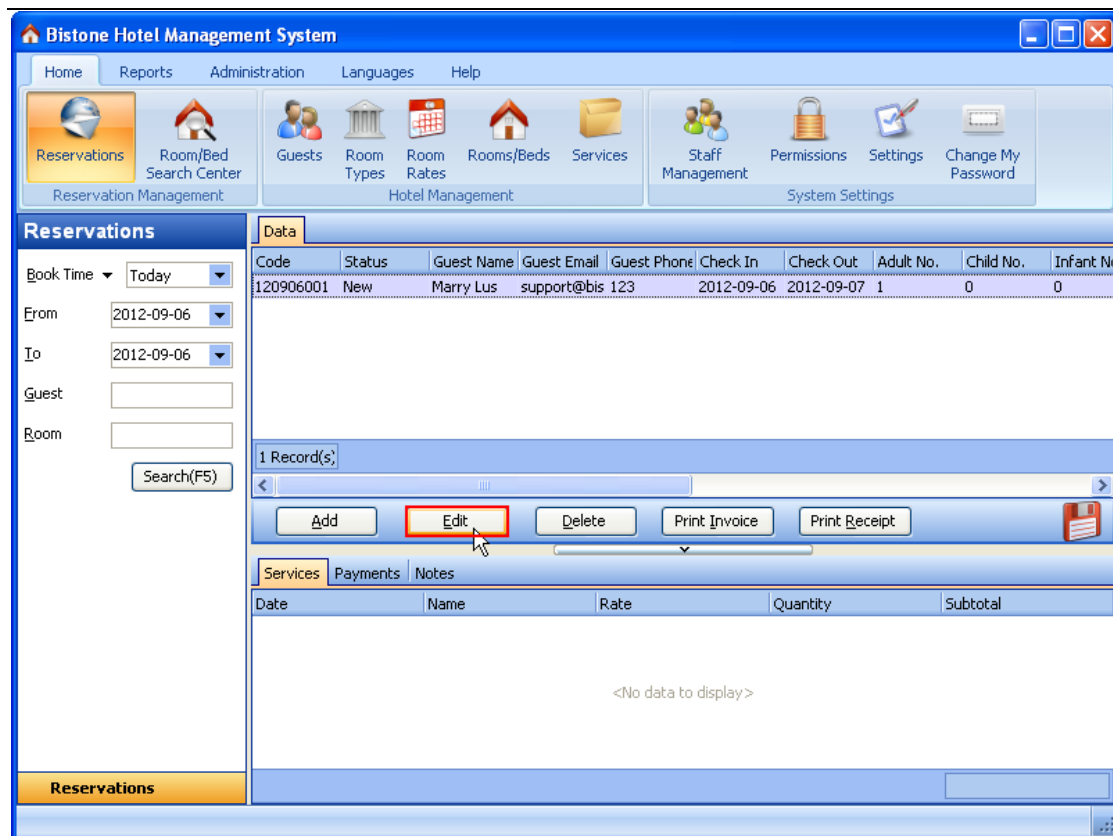 Bistone Hotel Management System
Home Reports Administration Languages Help
Reservations Room/Bed Search Center Guests Room Types Room Rates Rooms/Beds Services Staff Management Permissions Settings Change My Password
Reservation Management Hotel Management System Settings
Reservations
Book Time Today
From 2012-09-06
To 2012-09-06
Guest
Room
Search(F5)
Reservations
Data
Code Status Guest Name Guest Email Guest Phone Check In Check Out Adult No. Child No. Infant No
120906001 New Marry Lus support@bis 123 2012-09-06 2012-09-07 1 0 0
1 Record(s)
Add Edit Delete Print Invoice Print Receipt
Services Payments Notes
Date Name Rate Quantity Subtotal
<No data to display>